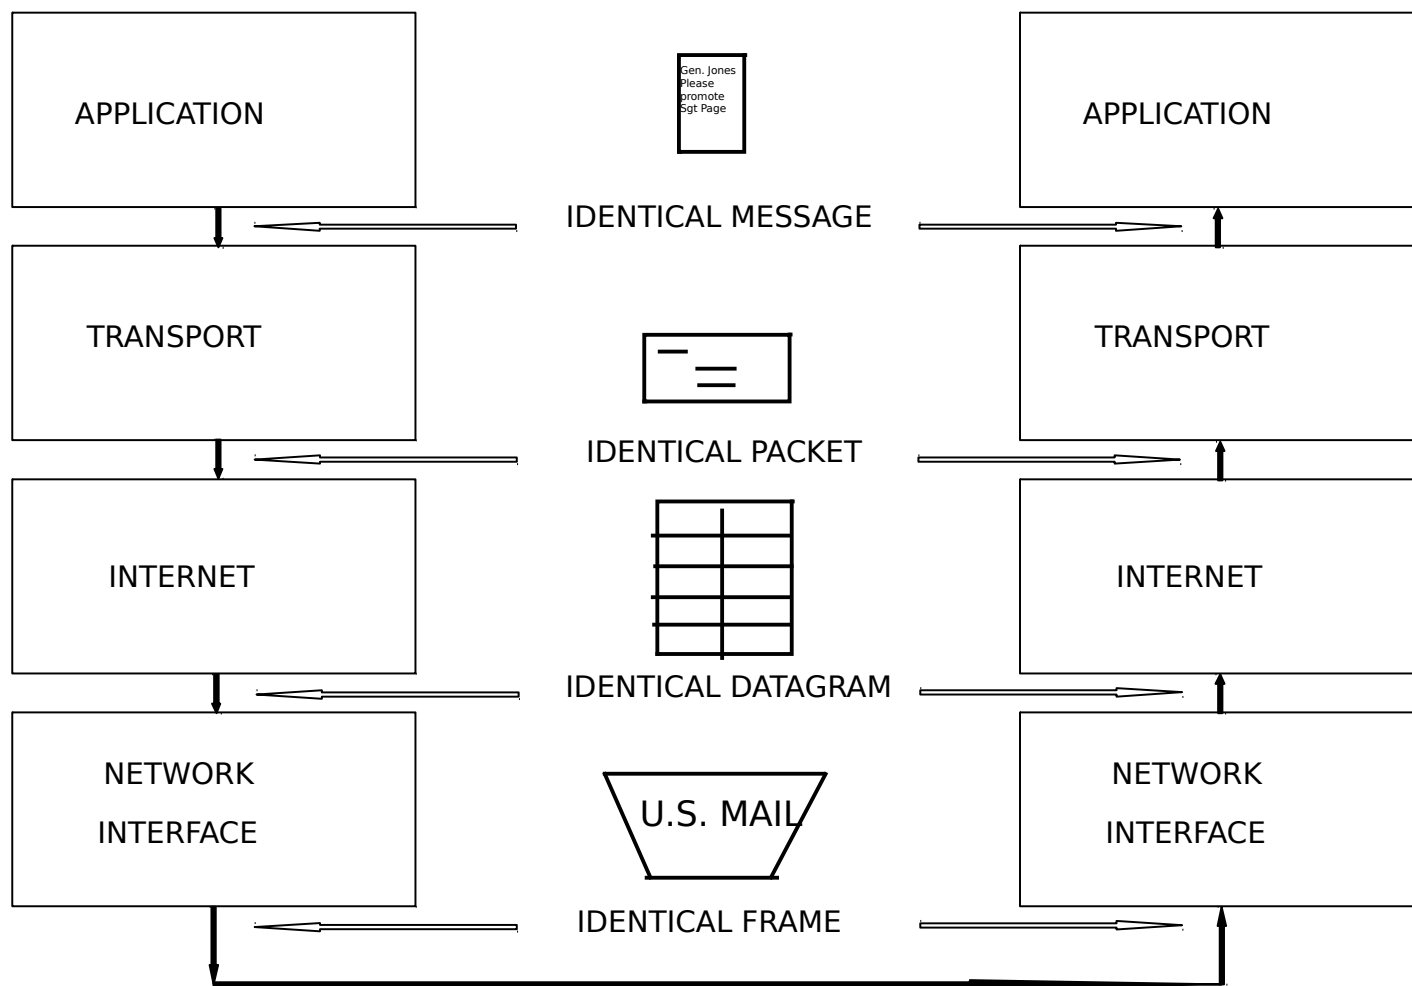 APPLICATION
Gen. Jones
Please
promote
Sgt Page
APPLICATION
IDENTICAL MESSAGE
TRANSPORT
TRANSPORT
IDENTICAL PACKET
INTERNET
INTERNET
IDENTICAL DATAGRAM
NETWORK
INTERFACE
U.S. MAIL
NETWORK
INTERFACE
IDENTICAL FRAME